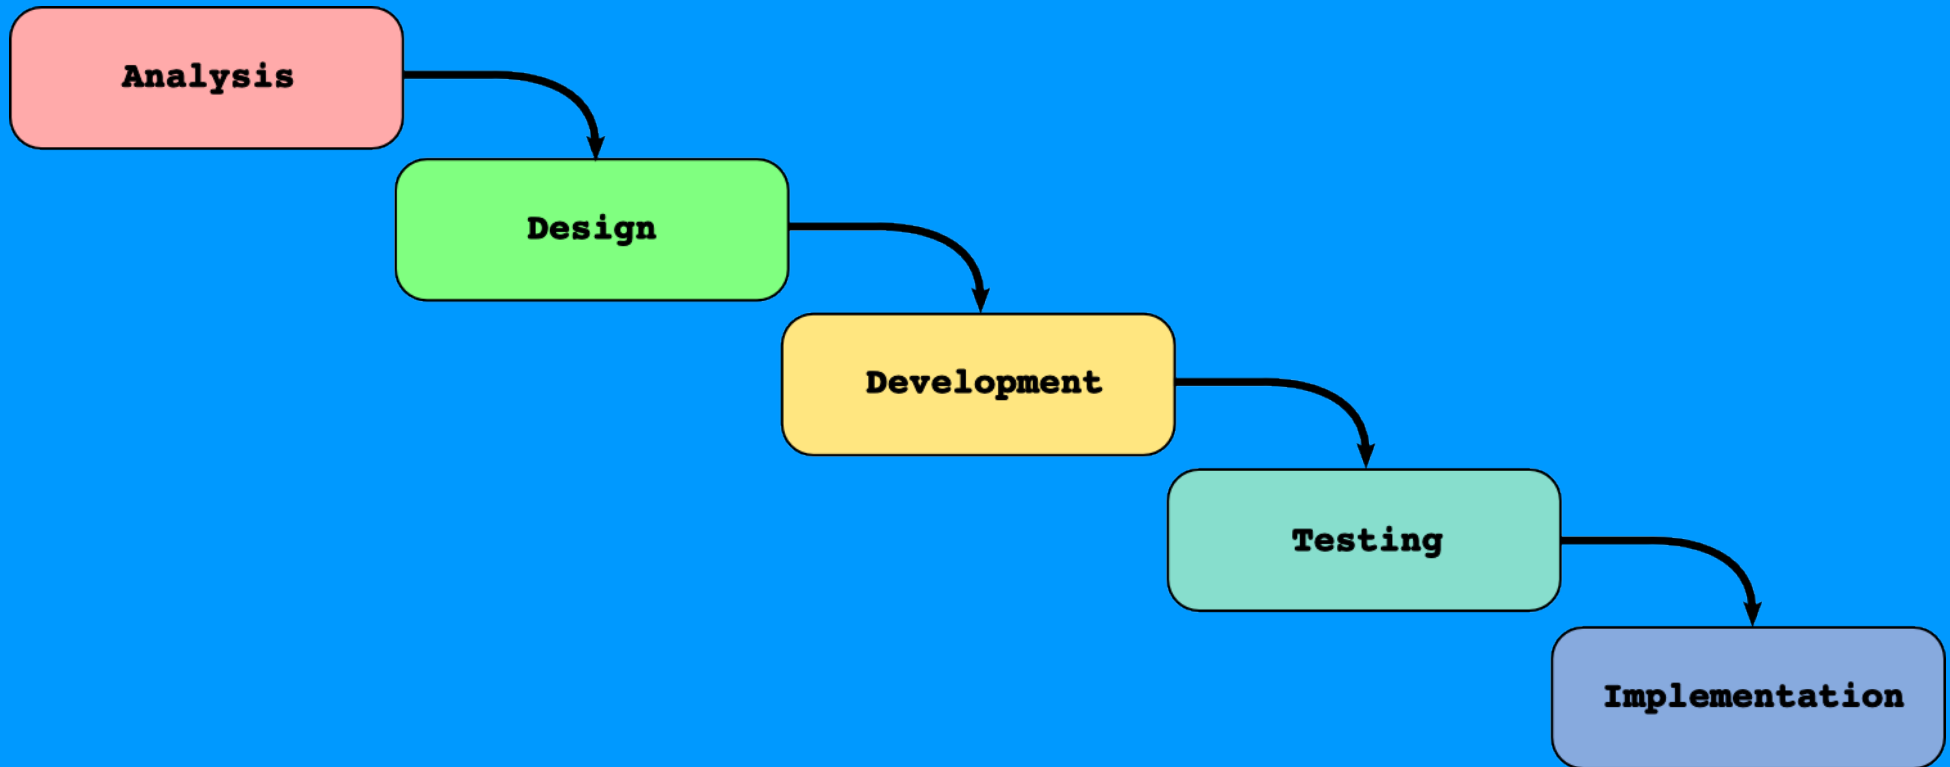 Analysis
Design
Development
Testing
Implementation